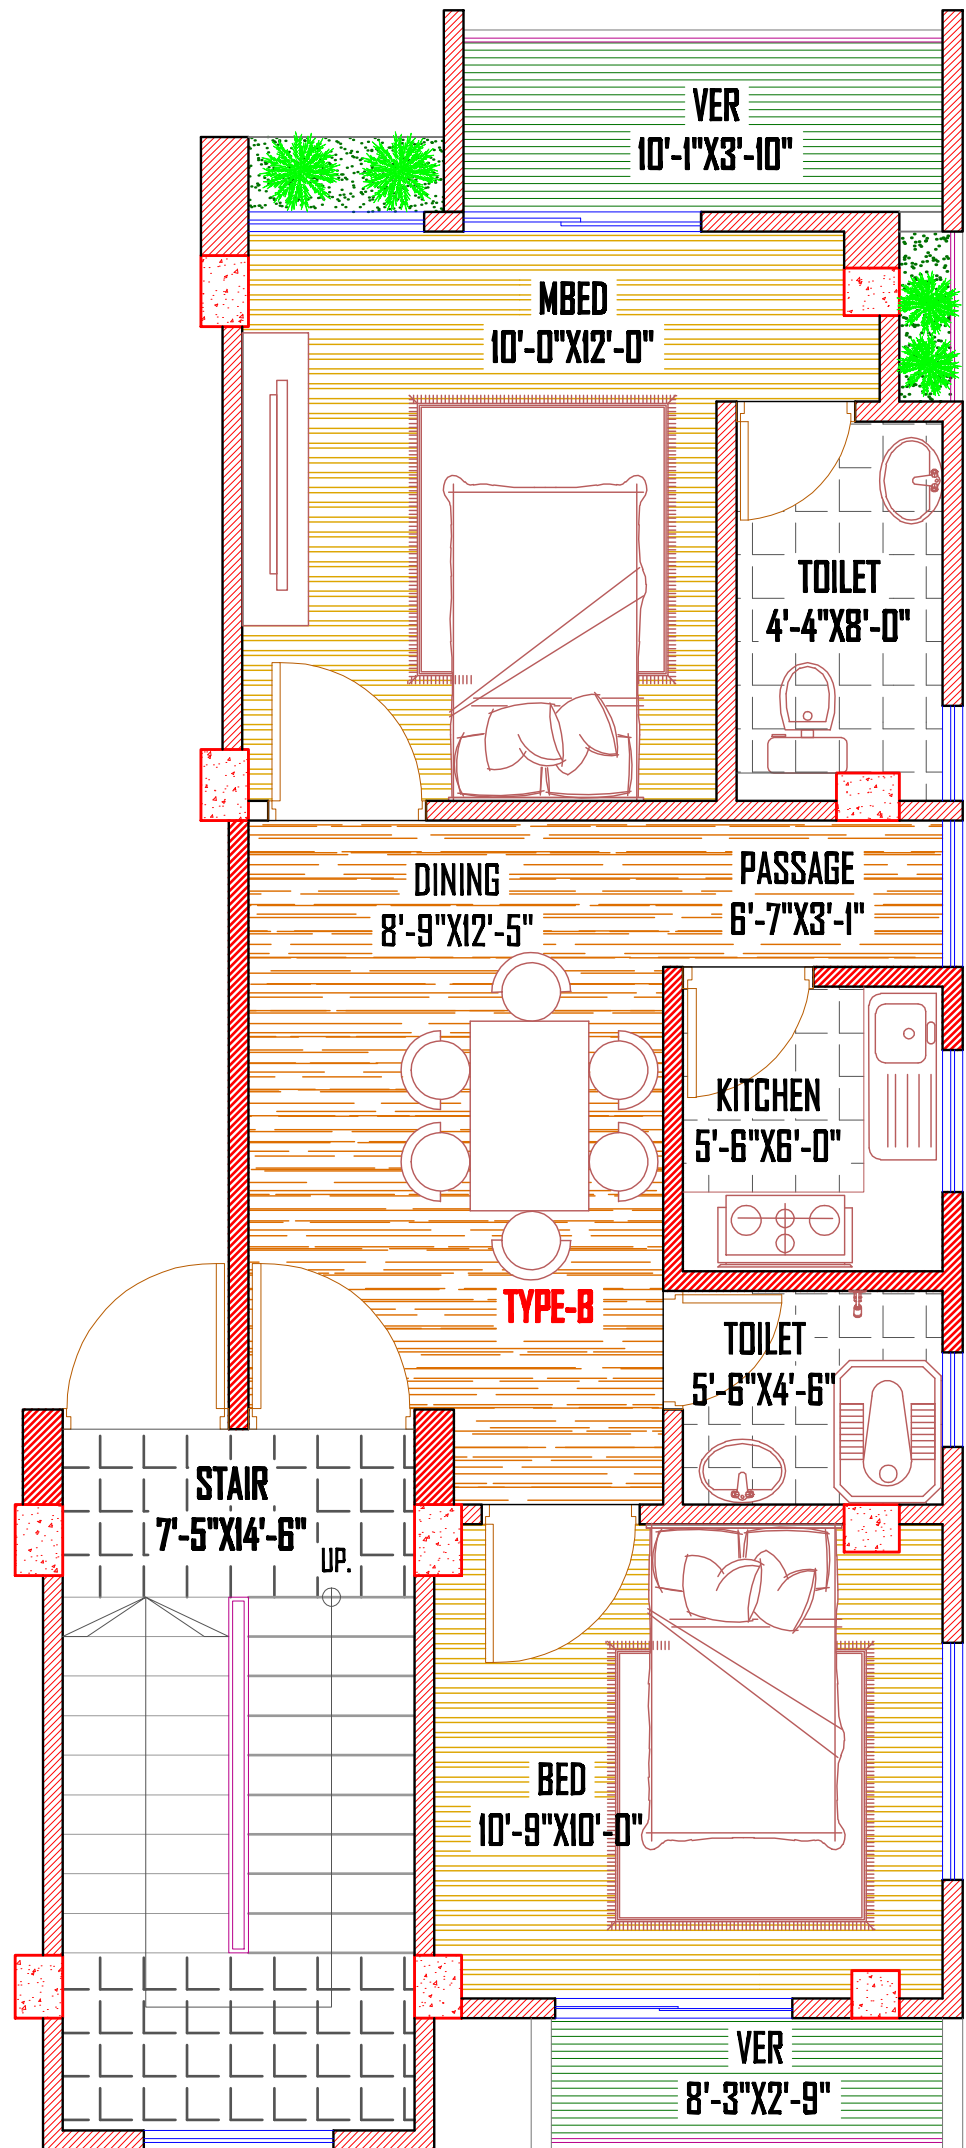 VER
10'-1"X3'-10"
MBED
10'-0"X12'-0"
TOILET
4'-4"X8'-0"
DINING
8'-9"X12'-5"
PASSAGE
6'-7"X3'-1"
KITCHEN
5'-6"X6'-0"
TYPE-B
TOILET
5'-6"X4'-6"
STAIR
7'-5"X14'-6"
UP.
BED
10'-9"X10'-0"
VER
8'-3"X2'-9"